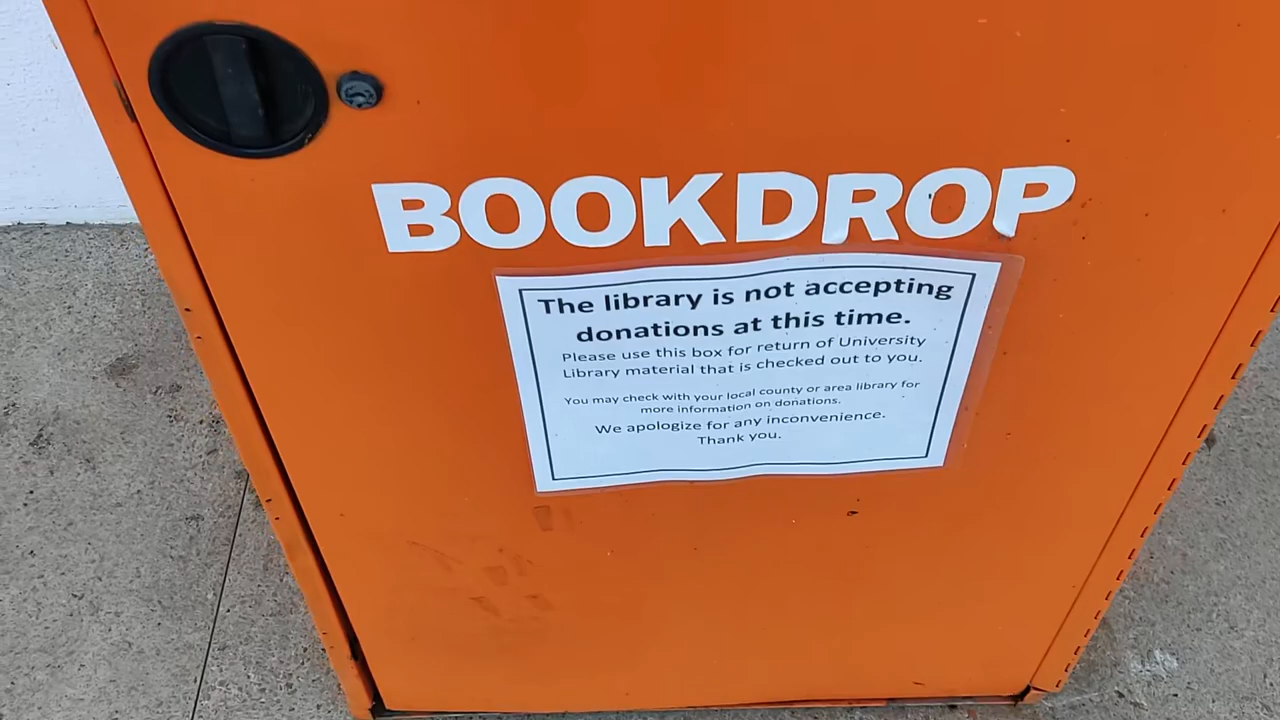 BOOKDROP
The library is not accepting
donations at this time.
Please use this box for return of University
Library material that is checked out to you.
You may check with your local county or area library for
more information on donations.
We apologize for any inconvenience.
Thank you.